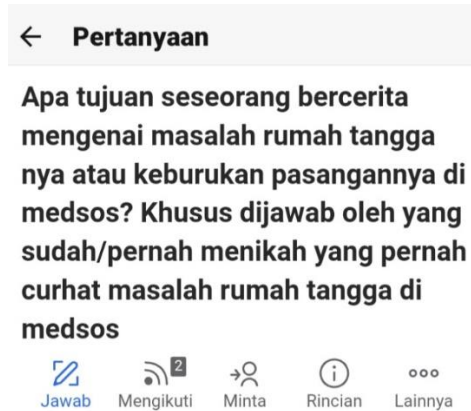 Pertanyaan
Apa tujuan seseorang bercerita
mengenai masalah rumah tangga
nya atau keburukan pasangannya di
medsos? Khusus dijawab oleh yang
sudah/pernah menikah yang pernah
curhat masalah rumah tangga di
medsos
2
Jawab Mengikuti Minta Rincian Lainnya